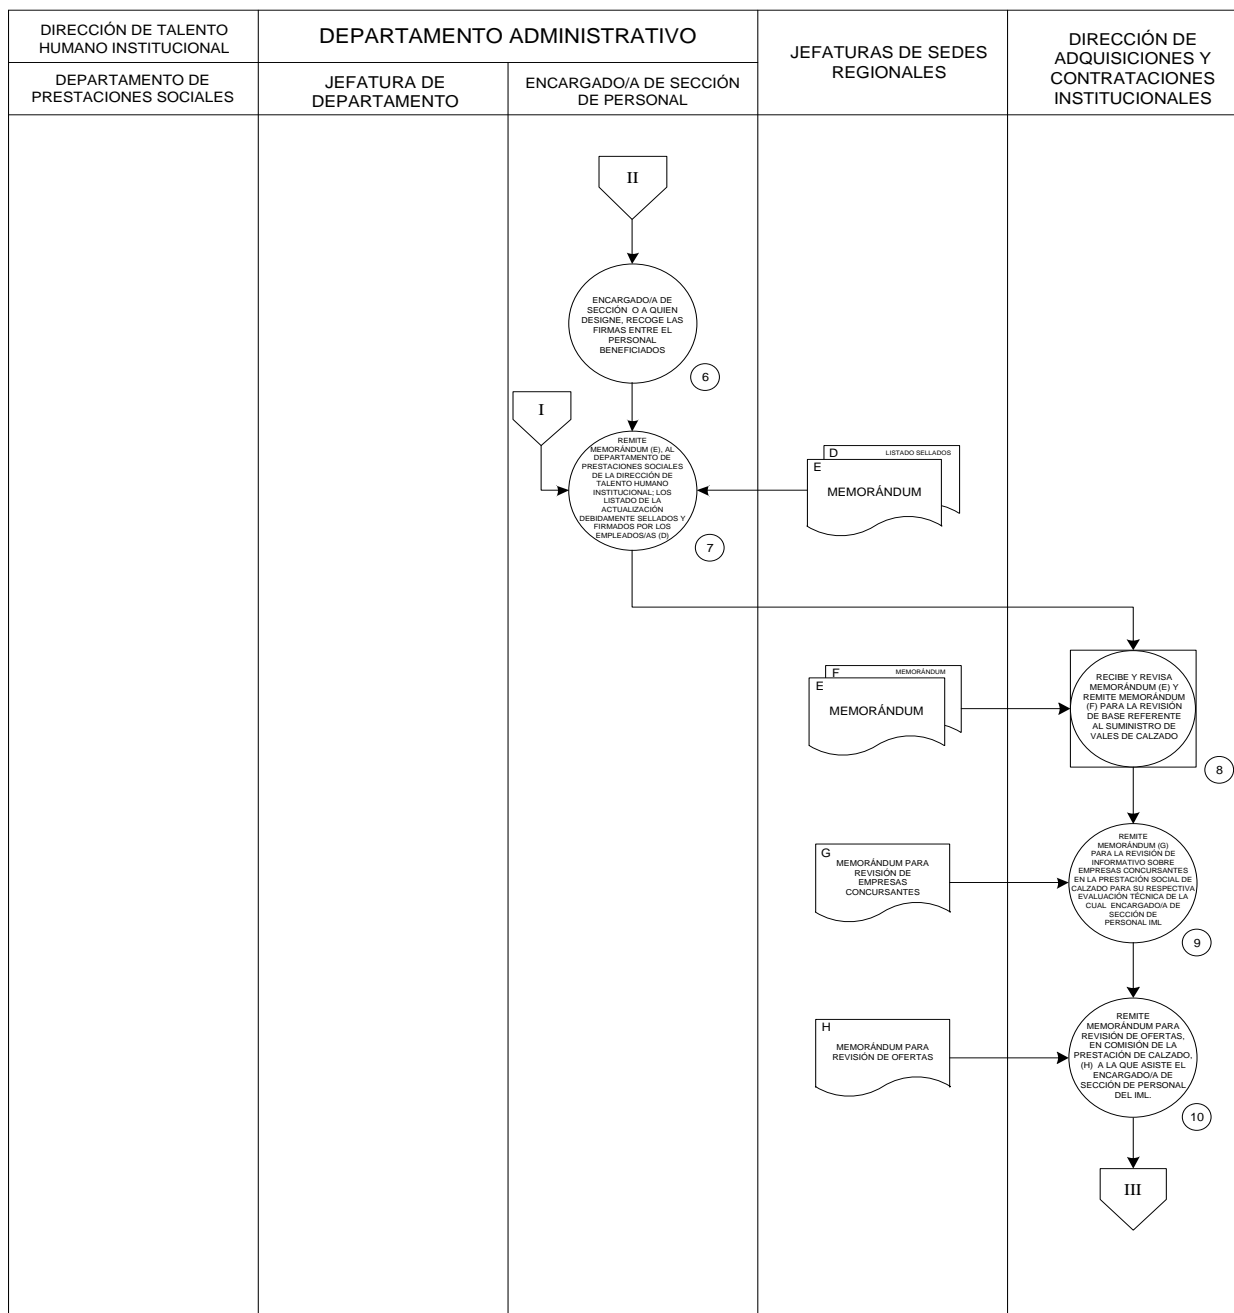 DIRECCIÓN DE TALENTO
HUMANO INSTITUCIONAL
DEPARTAMENTO ADMINISTRATIVO
JEFATURAS DE SEDES
REGIONALES
DIRECCIÓN DE
ADQUISICIONES Y
CONTRATACIONES
INSTITUCIONALES
DEPARTAMENTO DE
PRESTACIONES SOCIALES
JEFATURA DE
DEPARTAMENTO
ENCARGADO/A DE SECCIÓN
DE PERSONAL
II
ENCARGADO/A DE
SECCIÓN O A QUIEN
DESIGNE, RECOGE LAS
FIRMAS ENTRE EL
PERSONAL
BENEFICIADOS
6
I
REMITE
MEMORÁNDUM (E), AL
DEPARTAMENTO DE
PRESTACIONES SOCIALES
DE LA DIRECCIÓN DE
TALENTO HUMANO
INSTITUCIONAL; LOS
LISTADO DE LA
ACTUALIZACIÓN
DEBIDAMENTE SELLADOS Y
FIRMADOS POR LOS
EMPLEADOS/AS (D)
7
D LISTADO SELLADOS
E
MEMORÁNDUM
F MEMORÁNDUM
E
MEMORÁNDUM
RECIBE Y REVISA
MEMORÁNDUM (E) Y
REMITE MEMORÁNDUM
(F) PARA LA REVISIÓN
DE BASE REFERENTE
AL SUMINISTRO DE
VALES DE CALZADO
8
G
MEMORÁNDUM PARA
REVISIÓN DE
EMPRESAS
CONCURSANTES
REMITE
MEMORÁNDUM (G)
PARA LA REVISIÓN DE
INFORMATIVO SOBRE
EMPRESAS CONCURSANTES
EN LA PRESTACIÓN SOCIAL DE
CALZADO PARA SU RESPECTIVA
EVALUACIÓN TÉCNICA DE LA
CUAL ENCARGADO/A DE
SECCIÓN DE
PERSONAL IML
9
H
MEMORÁNDUM PARA
REVISIÓN DE OFERTAS
REMITE
MEMORÁNDUM PARA
REVISIÓN DE OFERTAS,
EN COMISIÓN DE LA
PRESTACIÓN DE CALZADO,
(H) A LA QUE ASISTE EL
ENCARGADO/A DE
SECCIÓN DE PERSONAL
DEL IML.
10
III